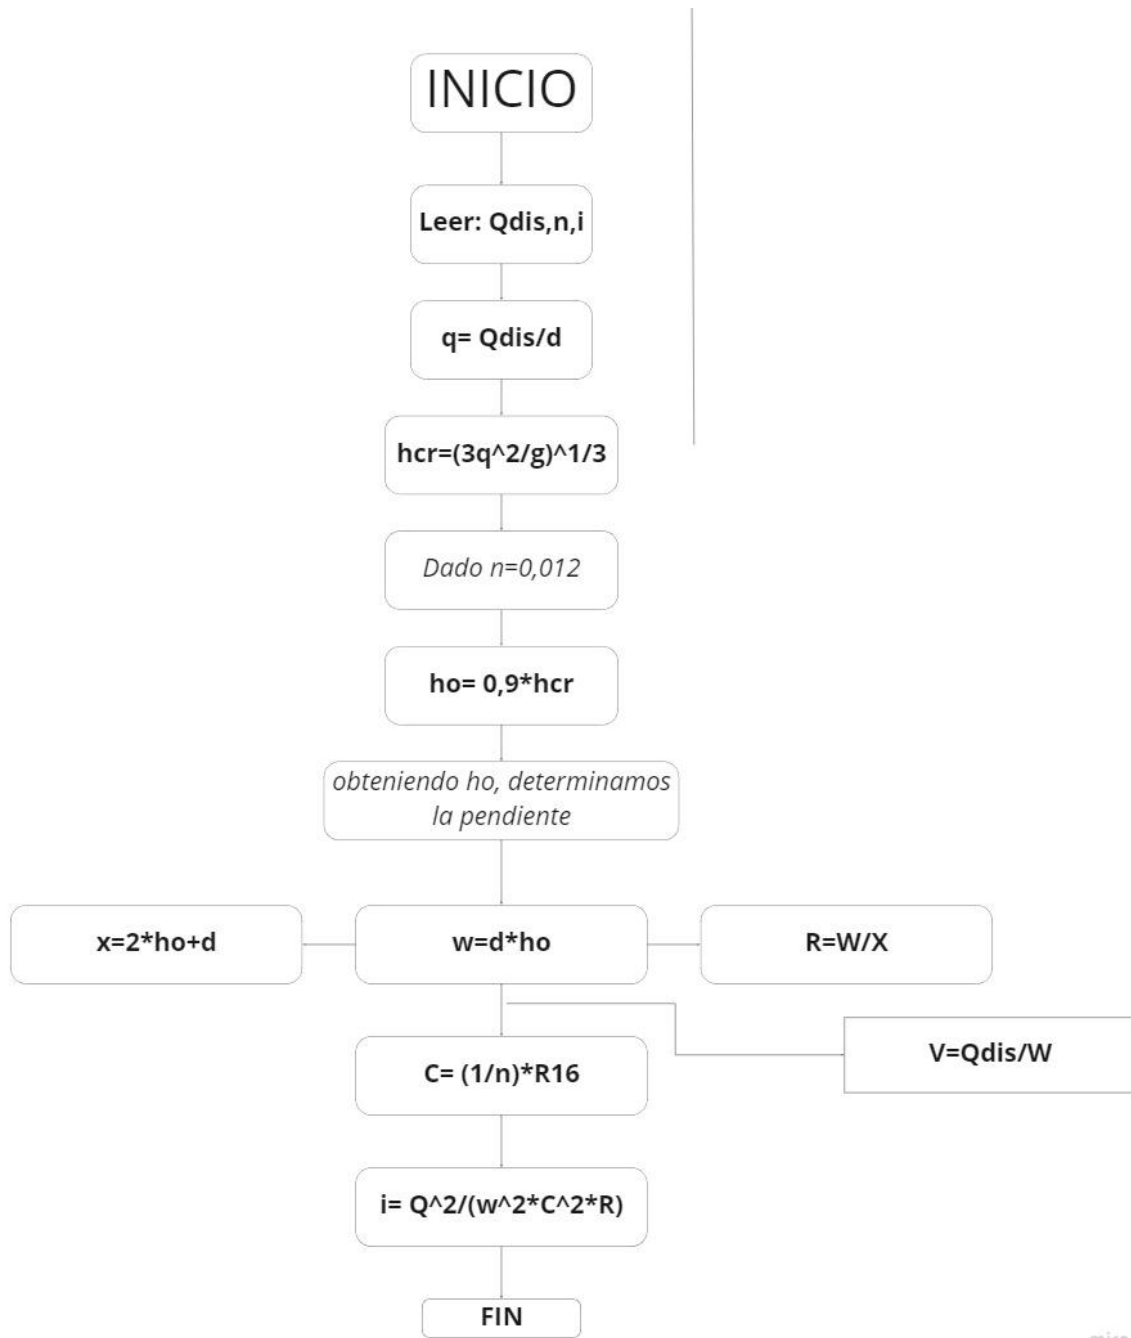 INICIO
Leer: Qdis,n,i
q= Qdis/d
hcr=(3q^2/g)^1/3
Dado n=0,012
ho= 0,9*hcr
obteniendo ho, determinamos
la pendiente
x=2*ho+d
w=d*ho
R=W/X
V=Qdis/W
C= (1/n)*R16
i= Q^2/(w^2*C^2*R)
FIN